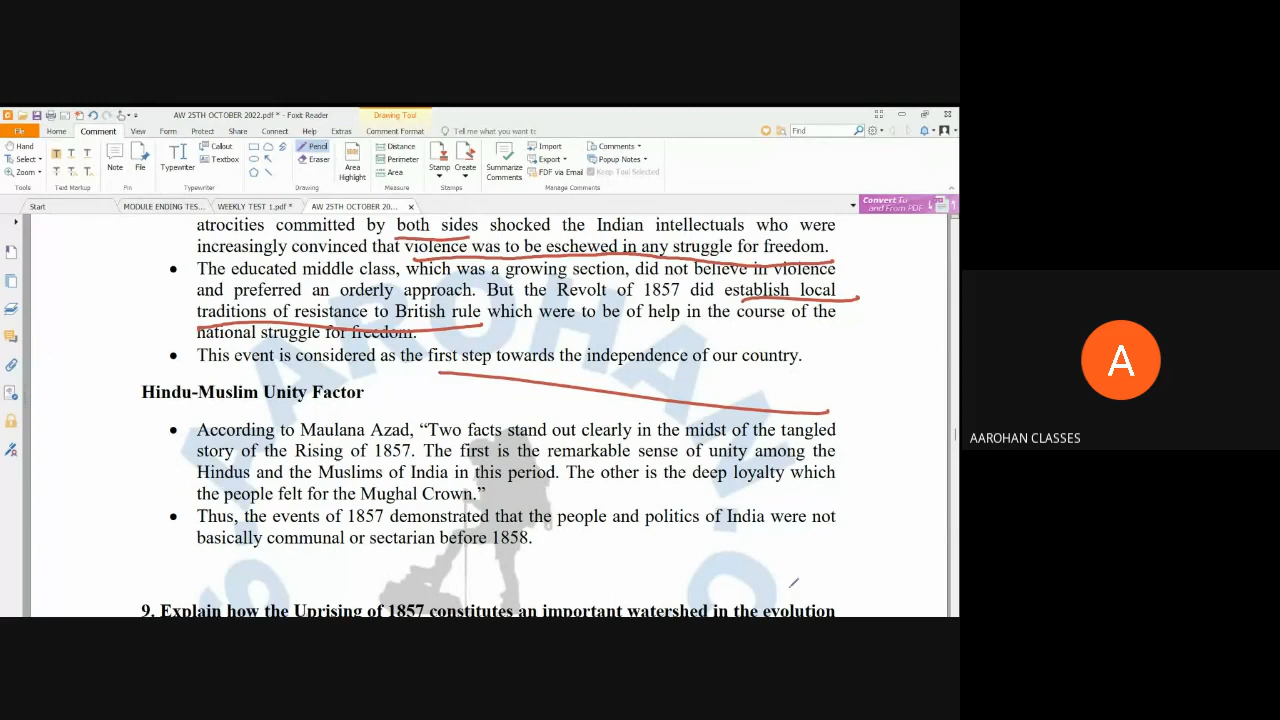 AW 25TH OCTOBER 2022.pdf * - Foxit Reader
Drawing Tool
File Home Comment View Form Protect Share Connect Help Extras Comment Format Tell me what you want to Find
Hand
Select
Zoom
Tools
Text Markup
Note
File
Pin
Typewriter
Callout
Textbox
Typewriter
Pencil
Eraser
Drawing
Area Highlight
Distance
Perimeter
Area
Measure
Stamp
Create
Stamps
Summarize Comments
Import
Export
FDF via Email
Comments
Popup Notes
Keep Tool Selected
Manage Comments
Start MODULE ENDING TES... WEEKLY TEST 1.pdf * AW 25TH OCTOBER 20...
Convert To and From PDF
atrocities committed by both sides shocked the Indian intellectuals who were
increasingly convinced that violence was to be eschewed in any struggle for freedom.
• The educated middle class, which was a growing section, did not believe in violence
and preferred an orderly approach. But the Revolt of 1857 did establish local
traditions of resistance to British rule which were to be of help in the course of the
national struggle for freedom.
• This event is considered as the first step towards the independence of our country.
Hindu-Muslim Unity Factor
• According to Maulana Azad, “Two facts stand out clearly in the midst of the tangled
story of the Rising of 1857. The first is the remarkable sense of unity among the
Hindus and the Muslims of India in this period. The other is the deep loyalty which
the people felt for the Mughal Crown.”
• Thus, the events of 1857 demonstrated that the people and politics of India were not
basically communal or sectarian before 1858.
9. Explain how the Uprising of 1857 constitutes an important watershed in the evolution
A
AAROHAN CLASSES